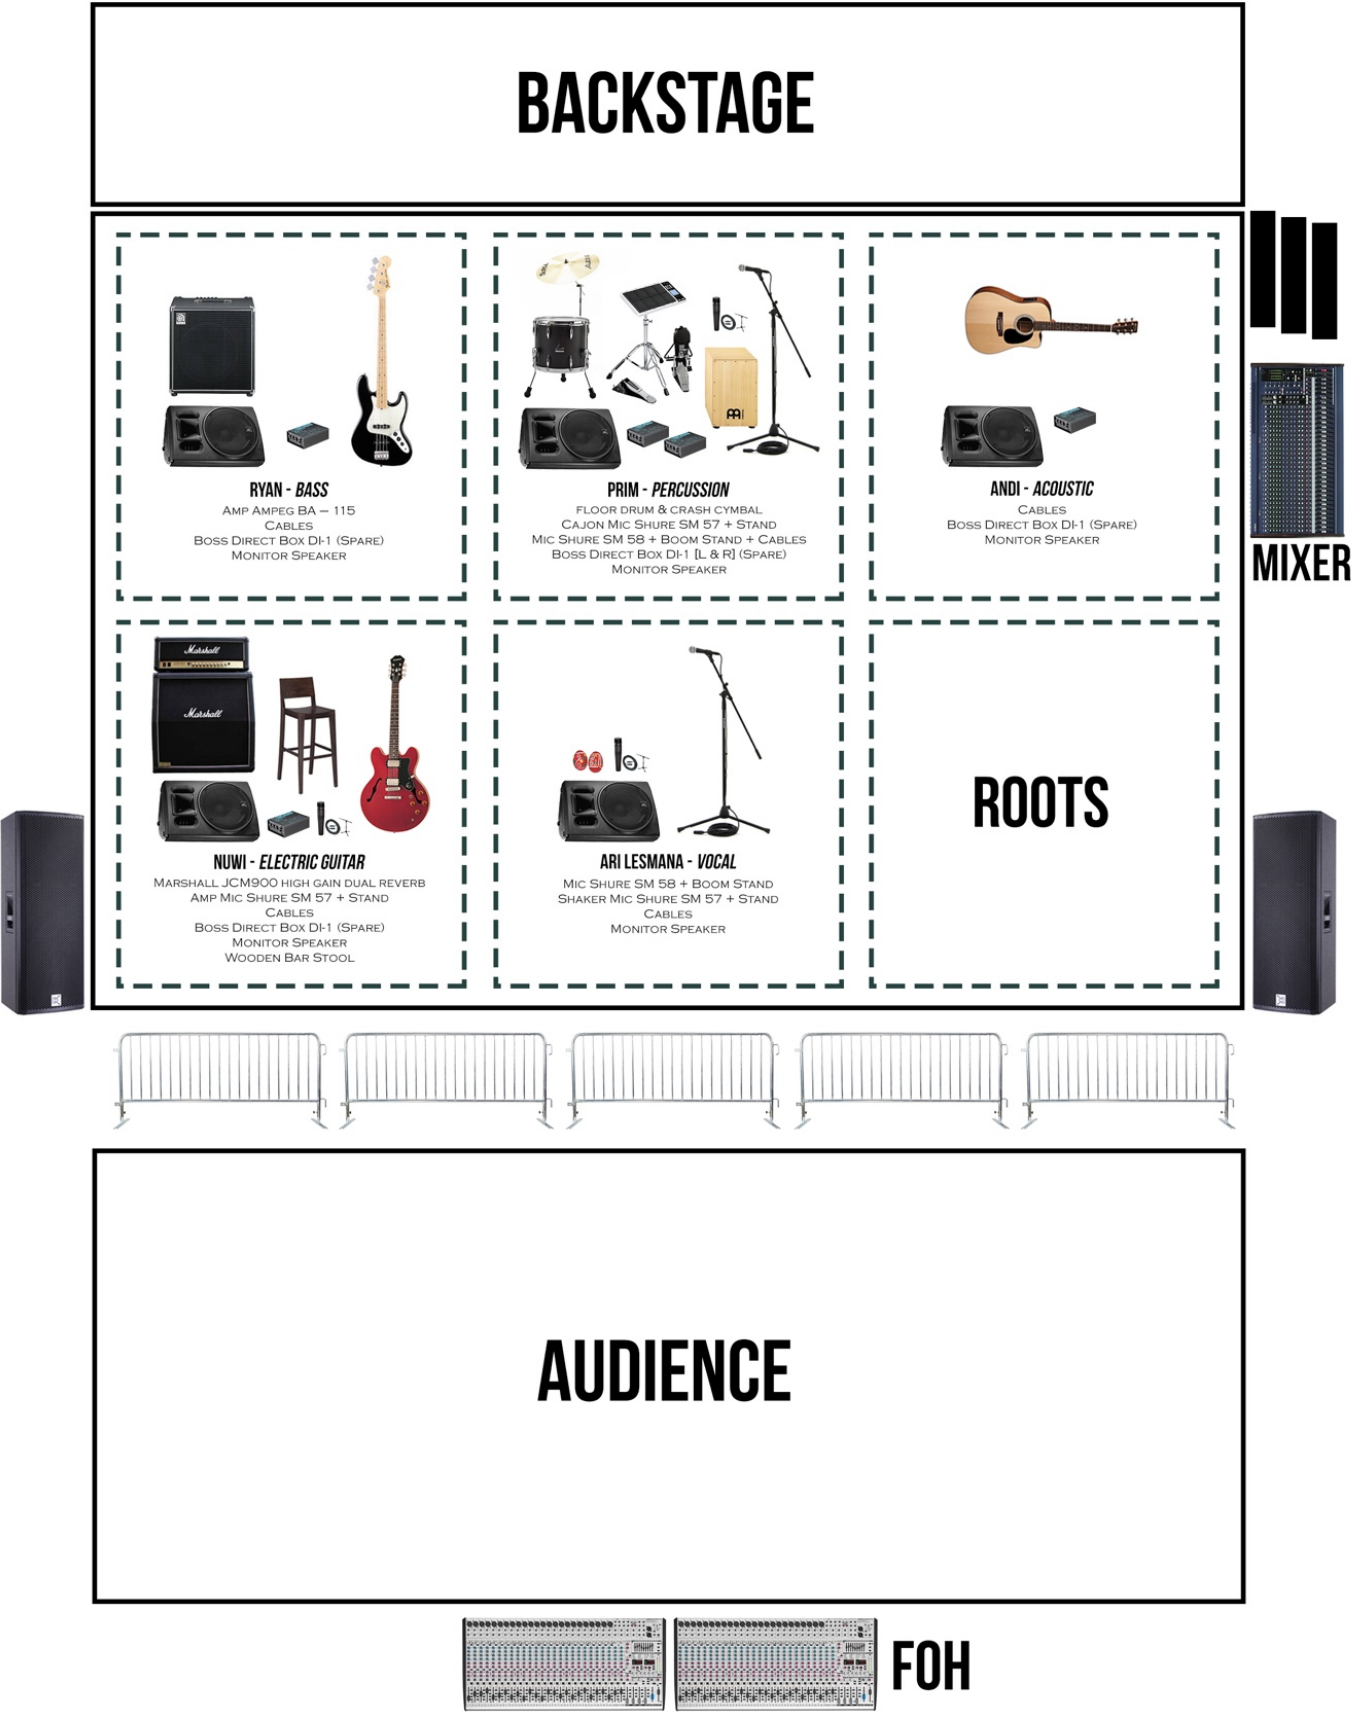 BACKSTAGE
RYAN - BASS
AMP AMPEG BA – 115
CABLES
BOSS DIRECT BOX DI-1 (SPARE)
MONITOR SPEAKER
PRIM - PERCUSSION
FLOOR DRUM & CRASH CYMBAL
CAJON MIC SHURE SM 57 + STAND
MIC SHURE SM 58 + BOOM STAND + CABLES
BOSS DIRECT BOX DI-1 [L & R] (SPARE)
MONITOR SPEAKER
ANDI - ACOUSTIC
CABLES
BOSS DIRECT BOX DI-1 (SPARE)
MONITOR SPEAKER
MIXER
Marshall
Marshall
NUWI - ELECTRIC GUITAR
MARSHALL JCM900 HIGH GAIN DUAL REVERB
AMP MIC SHURE SM 57 + STAND
CABLES
BOSS DIRECT BOX DI-1 (SPARE)
MONITOR SPEAKER
WOODEN BAR STOOL
ARI LESMANA - VOCAL
MIC SHURE SM 58 + BOOM STAND
SHAKER MIC SHURE SM 57 + STAND
CABLES
MONITOR SPEAKER
ROOTS
AUDIENCE
FOH